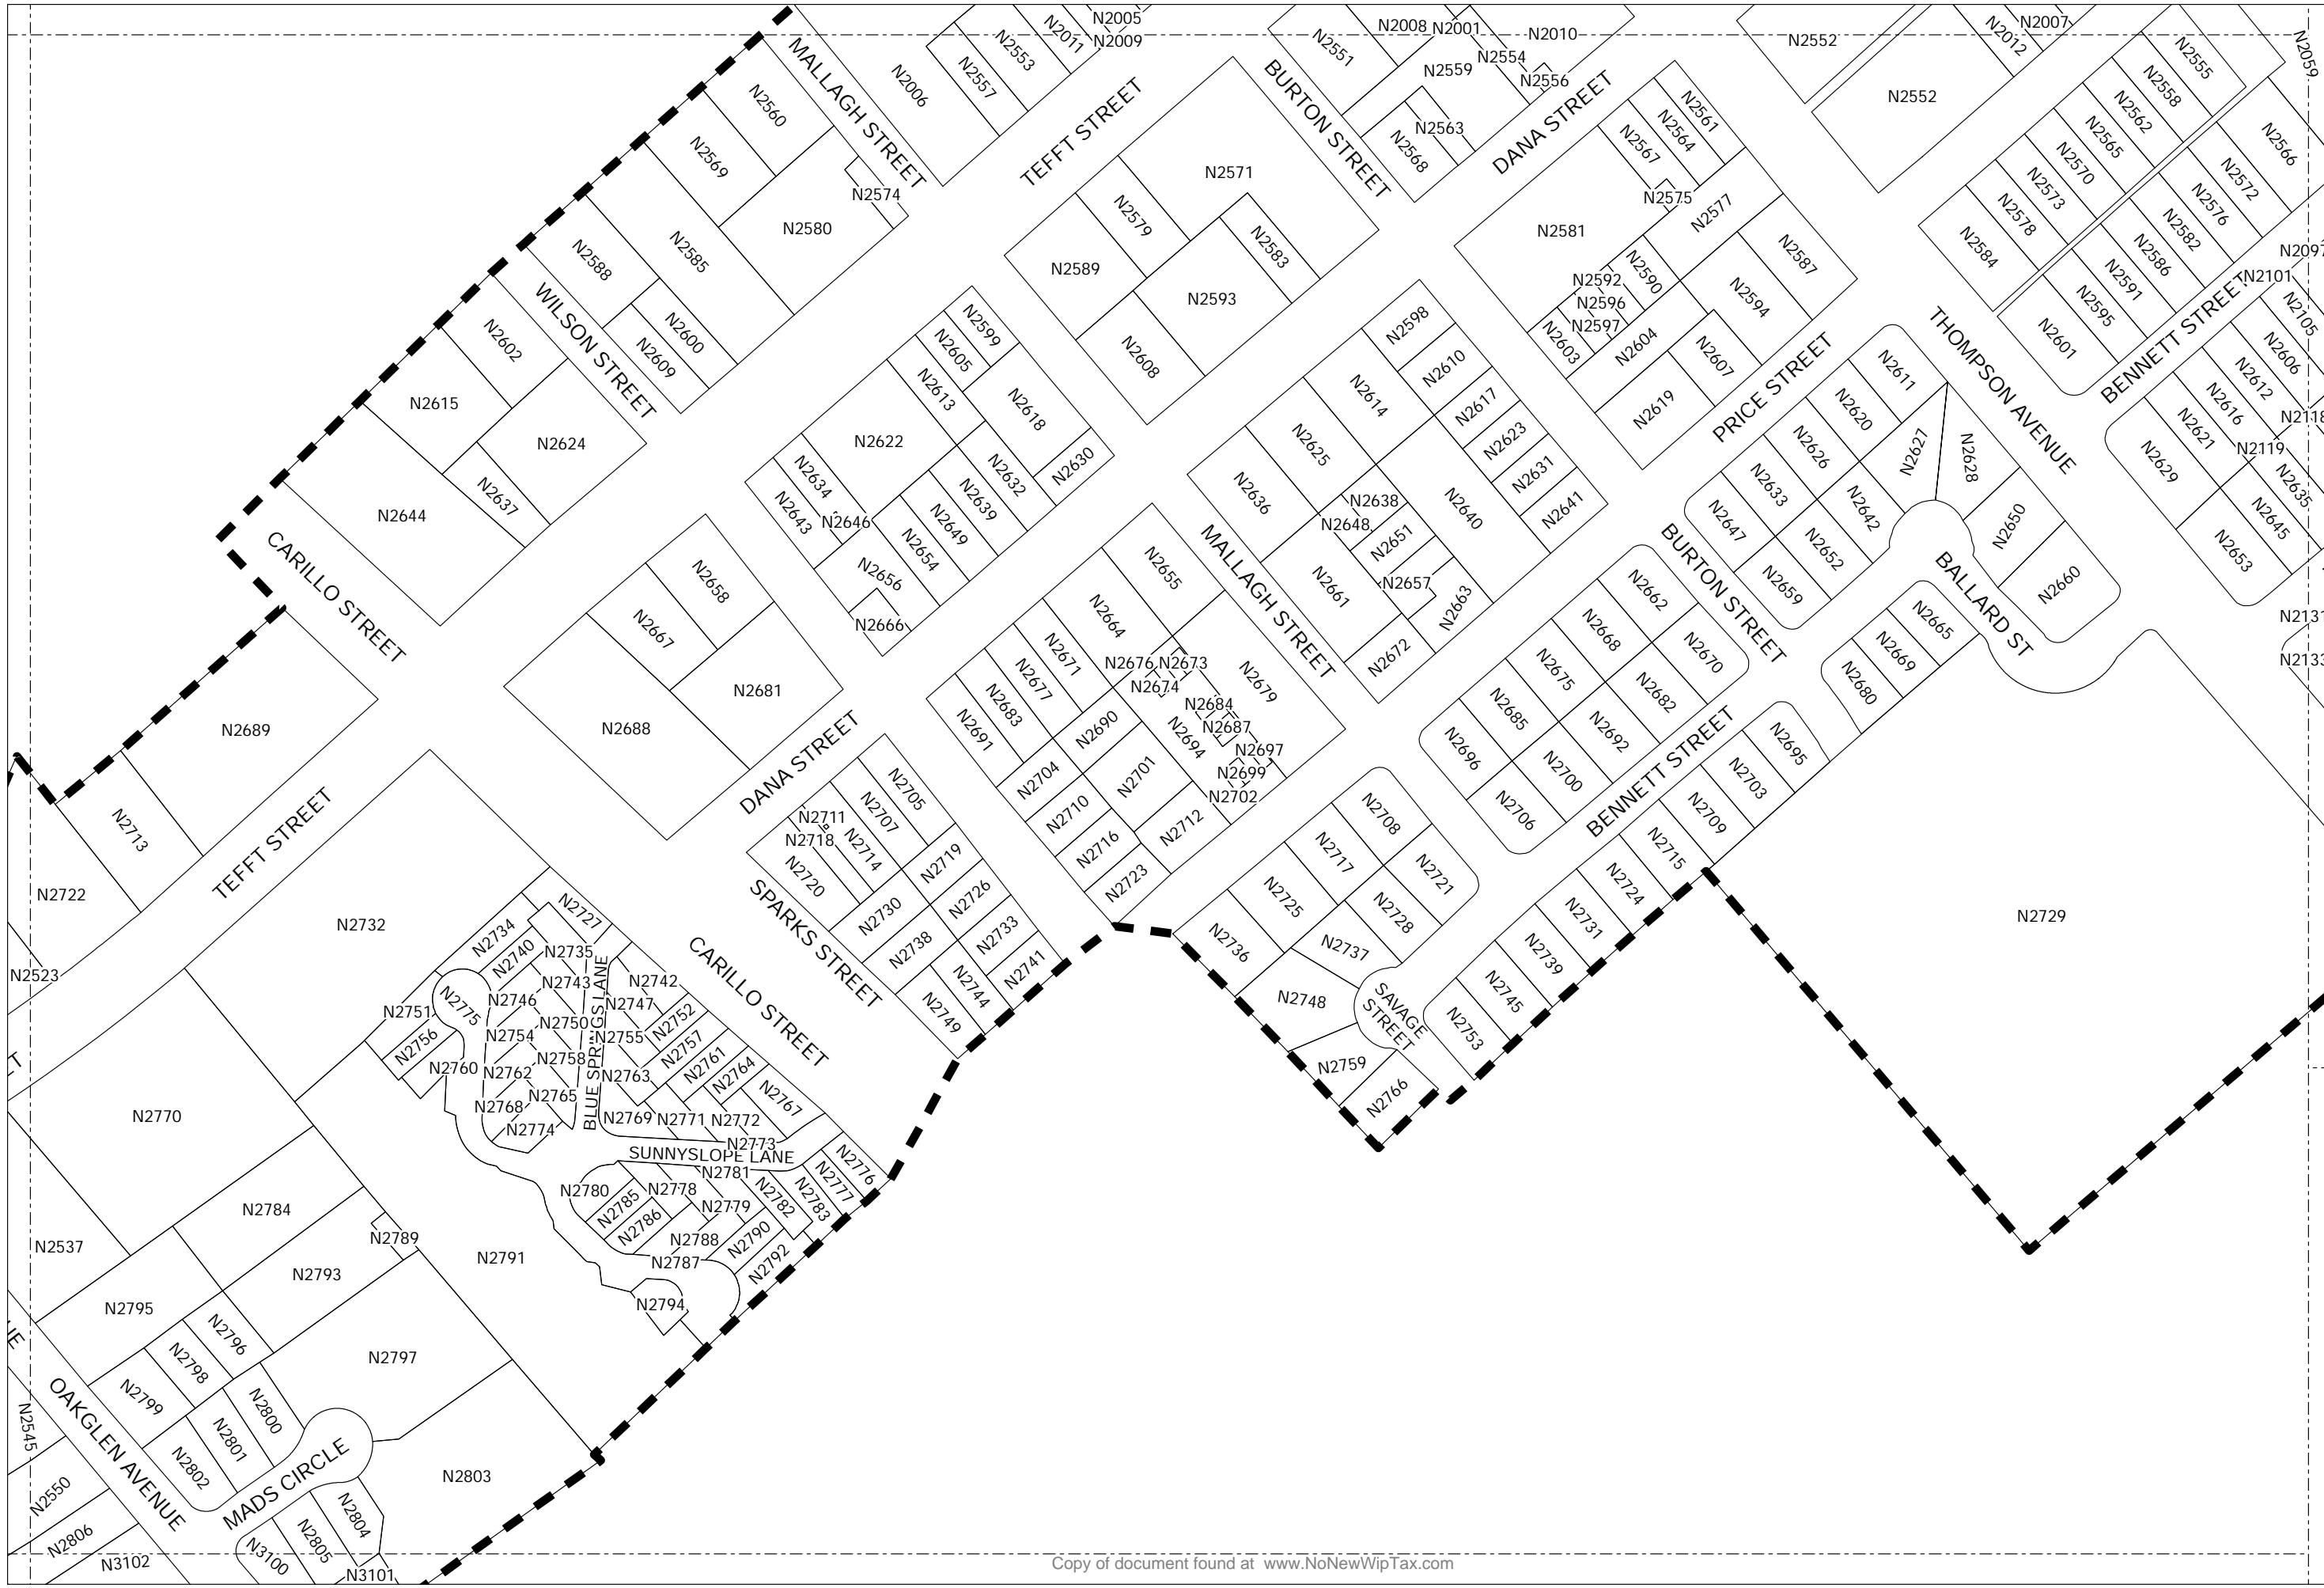 N2005
N2008
N2001
N2007
N2011
N2009
N2010
N2552
N2012
N2059
N2553
N2551
N2554
N2555
MALLAGH STREET
N2006
N2557
N2559
N2556
N2558
N2560
TEFFT STREET
BURTON STREET
N2563
DANA STREET
N2561
N2552
N2562
N2569
N2568
N2567
N2564
N2565
N2566
N2574
N2571
N2575
N2570
N2572
N2580
N2579
N2577
N2573
N2576
N2585
N2583
N2581
N2578
N2582
N2588
N2589
N2587
N2584
N2586
N2097
WILSON STREET
N2593
N2592
N2590
N2591
N2101
N2602
N2599
N2596
N2594
N2595
N2105
N2600
N2605
N2598
N2597
THOMPSON AVENUE
N2601
BENNETT STREET
N2609
N2608
N2603
N2604
N2607
N2606
N2615
N2613
N2610
N2611
N2612
N2624
N2618
N2614
N2617
N2619
PRICE STREET
N2620
N2616
N2118
N2622
N2625
N2623
N2626
N2627
N2628
N2621
N2119
N2634
N2632
N2630
N2631
N2633
N2629
N2635
N2637
N2643
N2639
N2636
N2638
N2640
N2641
N2647
N2642
N2650
N2645
N2644
N2646
N2649
N2648
N2652
N2653
CARILLO STREET
N2654
N2651
BURTON STREET
BALLARD ST
N2656
N2655
MALLAGH STREET
N2661
N2657
N2659
N2660
N2658
N2663
N2662
N2666
N2664
N2665
N2131
N2667
N2671
N2672
N2668
N2670
N2669
N2133
N2676
N2673
N2675
N2680
N2677
N2674
N2679
N2681
N2683
N2684
N2685
N2682
N2689
N2688
N2691
N2690
N2687
N2692
N2694
N2697
N2696
N2695
DANA STREET
N2704
N2701
N2699
N2700
BENNETT STREET
N2703
N2705
N2702
N2706
N2707
N2710
N2708
N2709
N2713
N2711
N2712
TEFFT STREET
N2718
N2714
N2716
N2717
N2715
N2720
N2719
N2723
N2721
N2722
N2724
N2726
N2725
N2728
N2729
N2732
N2727
SPARKS STREET
N2730
N2731
N2734
N2733
N2736
N2740
N2735
CARILLO STREET
N2738
N2737
N2739
N2523
N2742
N2741
N2743
N2744
N2745
N2751
N2775
N2746
N2747
N2748
SAVAGE
STREET
N2752
N2749
N2750
N2754
N2755
N2753
N2756
N2757
N2758
BLUE SPRINGS LANE
N2760
N2761
N2759
N2762
N2763
N2764
N2765
N2767
N2766
N2768
N2770
N2769
N2771
N2772
N2774
N2773
SUNNYSLOPE LANE
N2776
N2781
N2777
N2780
N2778
N2785
N2782
N2783
N2784
N2779
N2786
N2789
N2788
N2790
N2537
N2791
N2787
N2792
N2793
N2795
N2794
N2796
N2797
N2798
N2799
OAKGLEN AVENUE
N2800
N2545
N2801
N2802
N2803
MADS CIRCLE
N2550
N2804
N2806
N2805
N3102
N3100
N3101
Copy of document found at www.NoNewWipTax.com